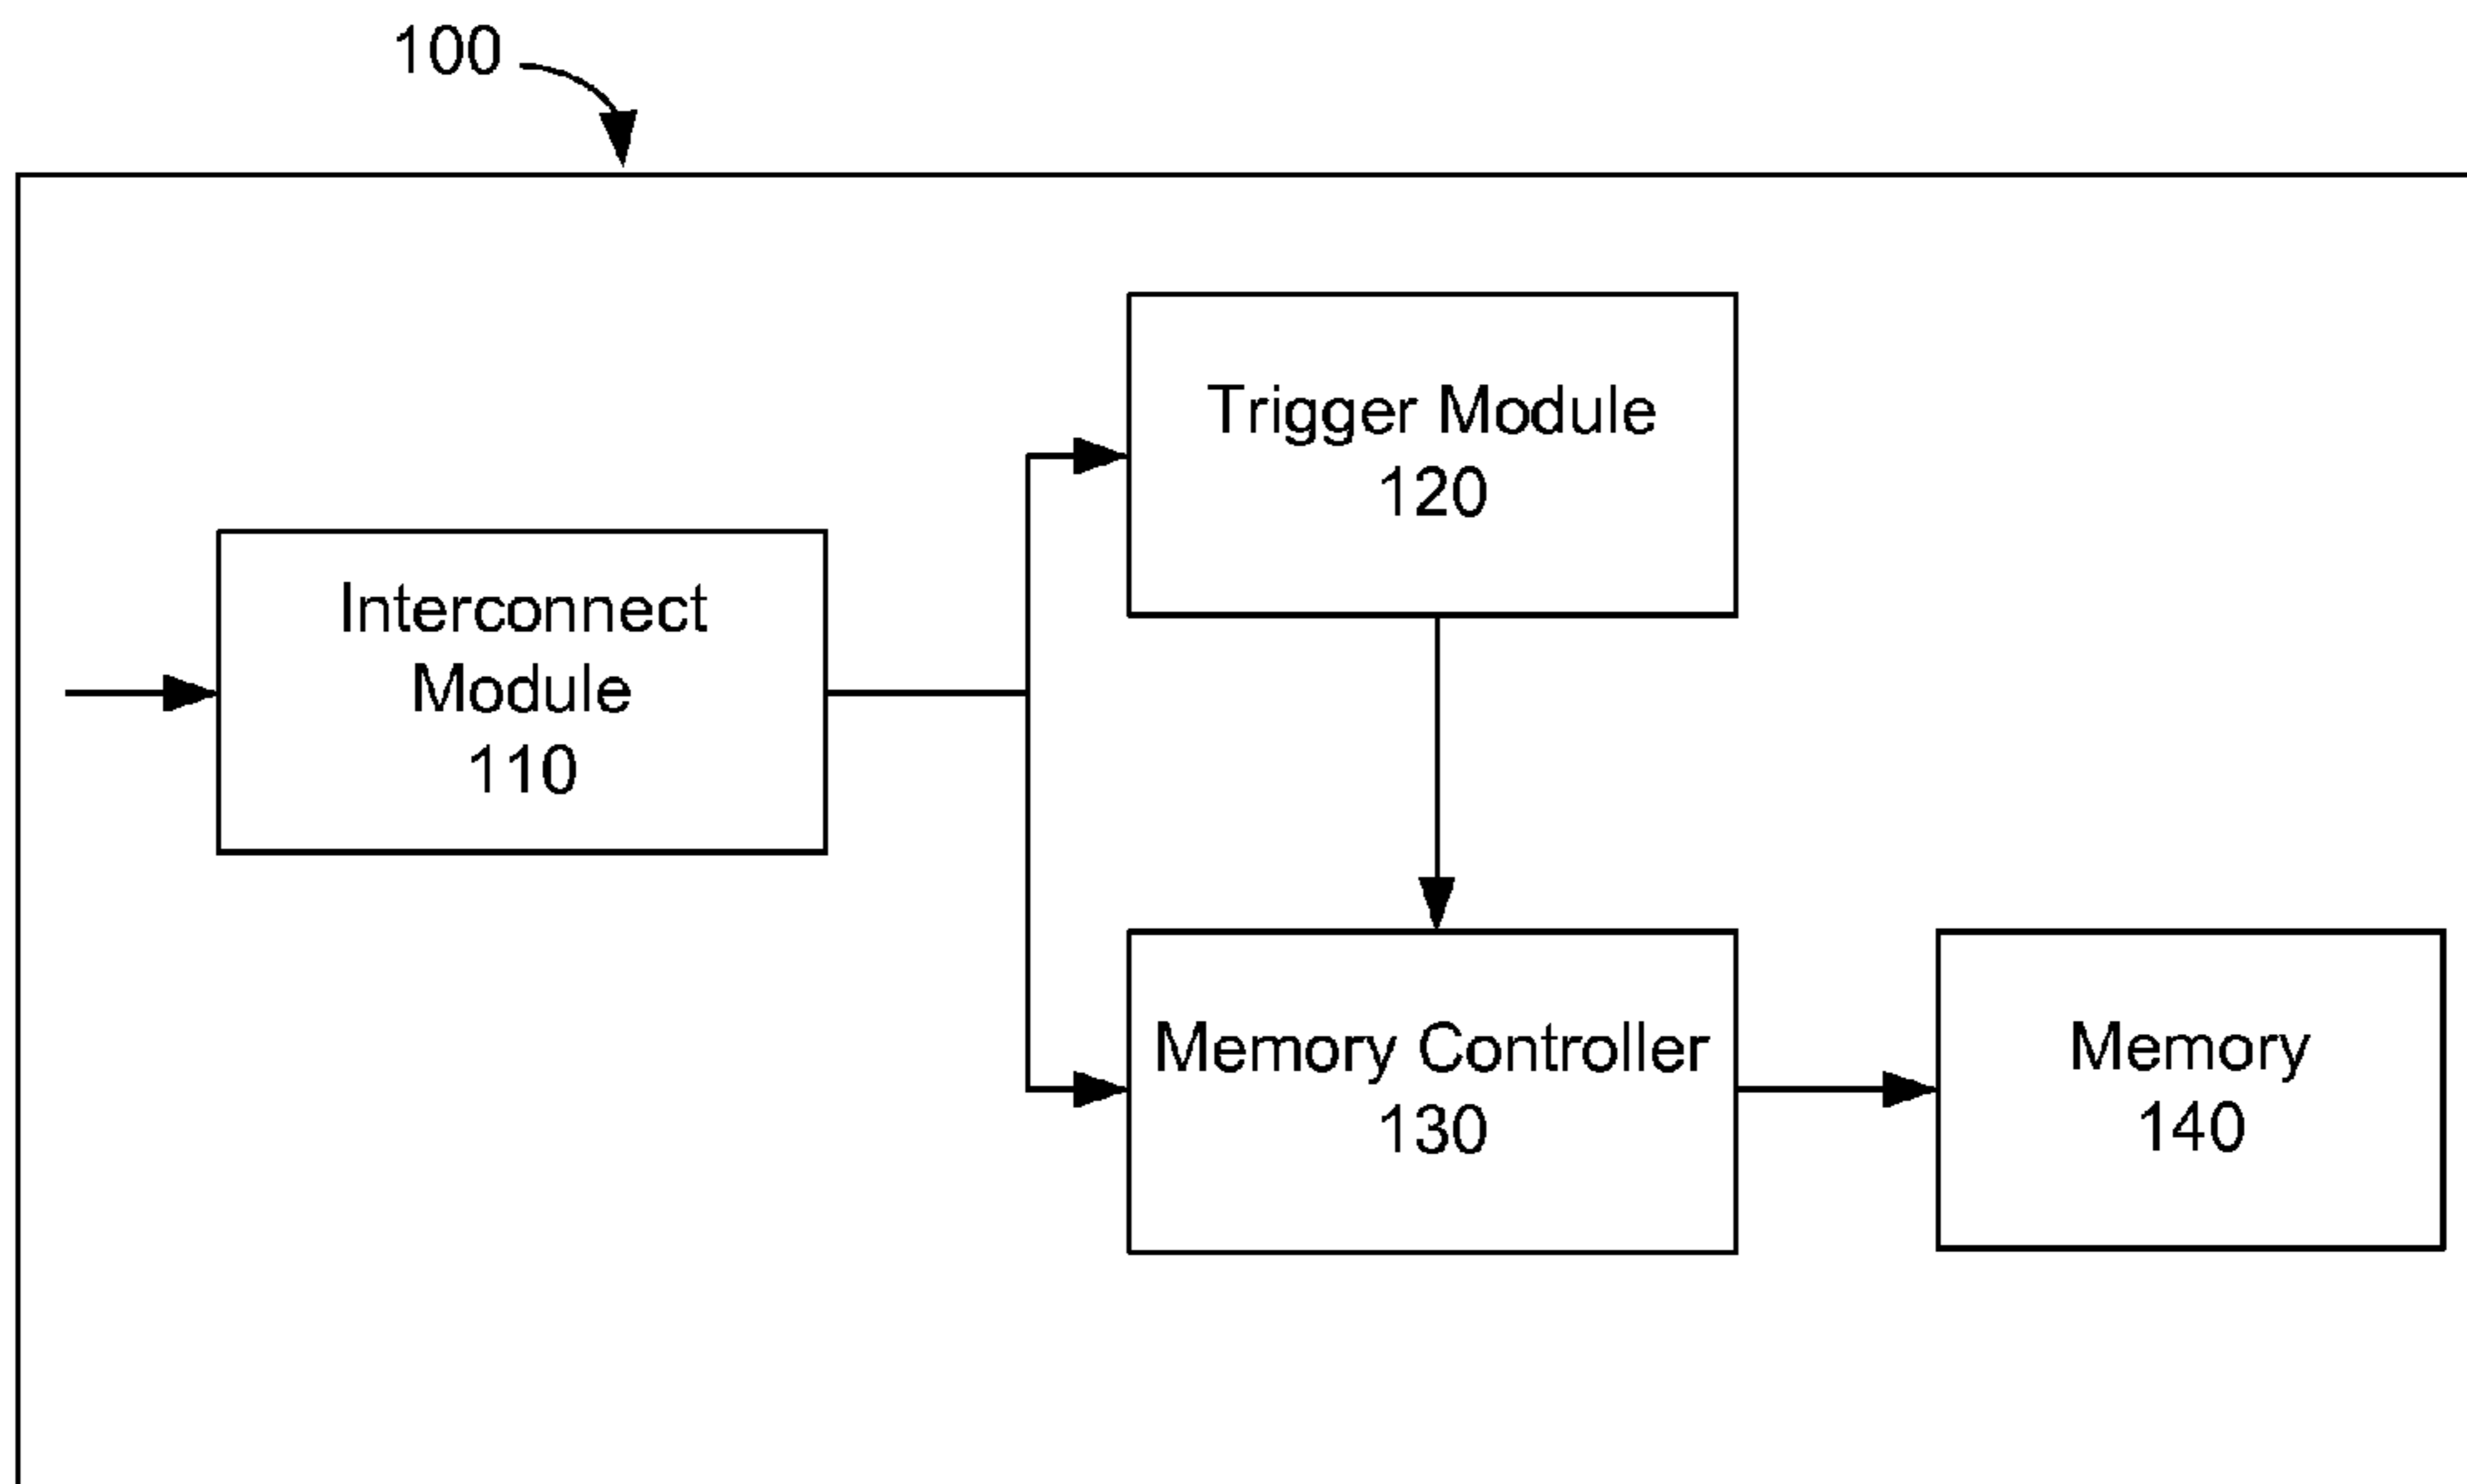 100
Trigger Module
120
Interconnect
Module
110
Memory Controller
130
Memory
140